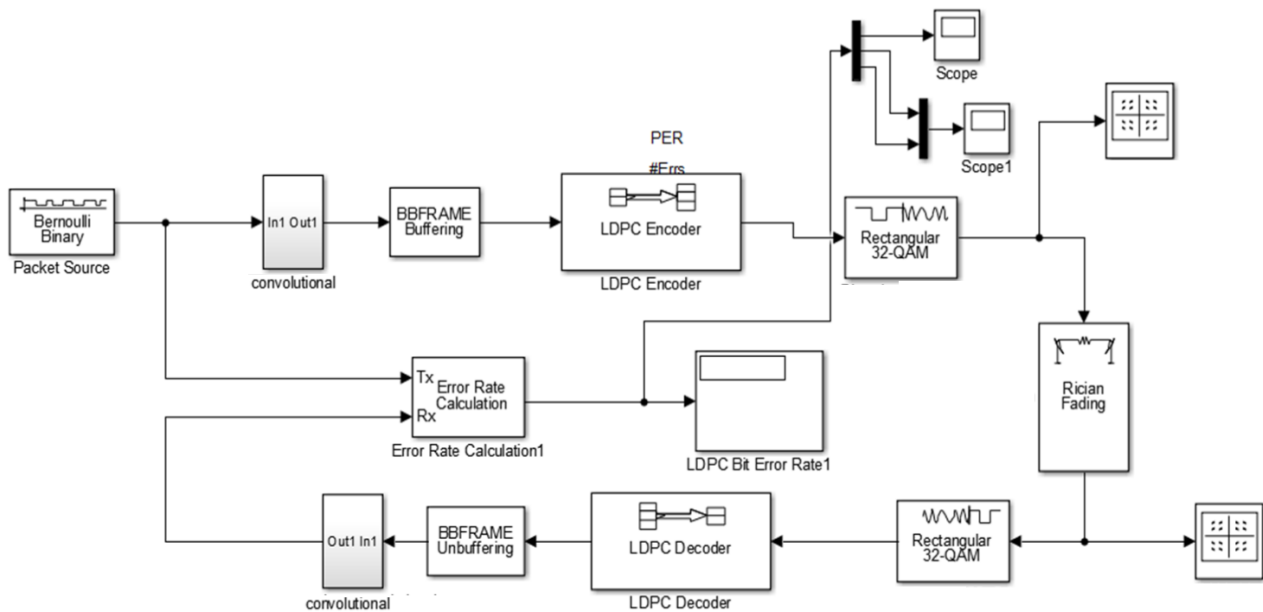 Scope
PER
#Errs
Scope1
Bernoulli
Binary
Packet Source
In1 Out1
convolutional
BBFRAME
Buffering
LDPC Encoder
LDPC Encoder
Rectangular
32-QAM
Tx
Rx
Error Rate
Calculation
Error Rate Calculation1
LDPC Bit Error Rate1
Rician
Fading
Out1 In1
convolutional
BBFRAME
Unbuffering
LDPC Decoder
LDPC Decoder
Rectangular
32-QAM